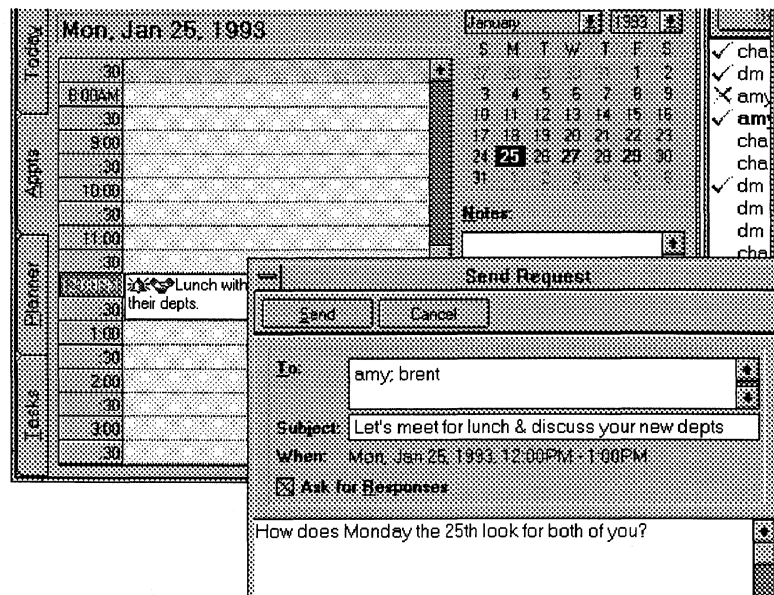 Mon, Jan 25, 1993
Today
Appts
Planner
Tasks
30
8:00AM
30
9:00
30
10:00
30
11:00
30
30
1:00
30
2:00
30
3:00
30
Lunch with
their depts.
January 1993
S M T W T F S
1 2
3 4 5 6 7 8 9
10 11 12 13 14 15 16
17 18 19 20 21 22 23
24 25 26 27 28 29 30
31
Notes:
cha
dm
amy
amy
cha
cha
dm
dm
dm
cha
Send Request
Send Cancel
To: amy; brent
Subject: Let's meet for lunch & discuss your new depts
When: Mon, Jan 25, 1993, 12:00PM - 1:00PM
Ask for Responses
How does Monday the 25th look for both of you?